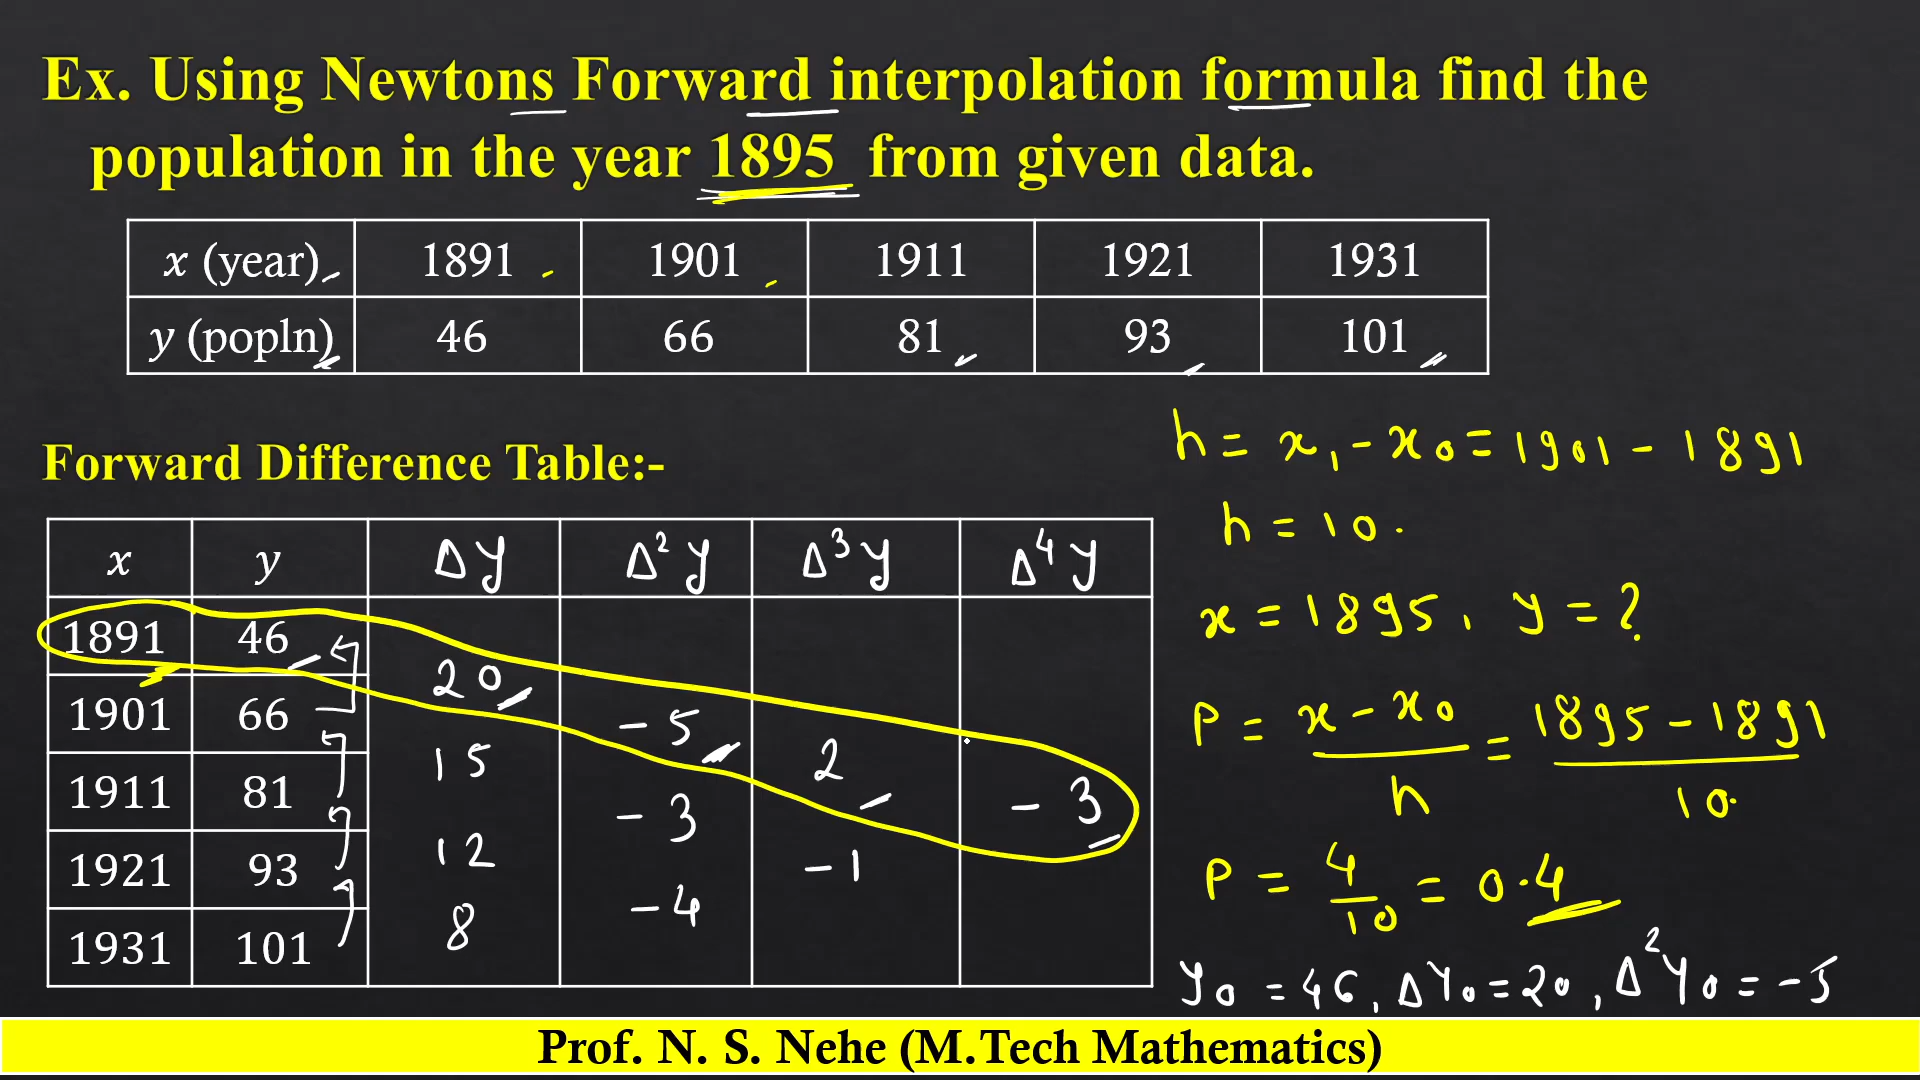 Ex. Using Newtons Forward interpolation formula find the
population in the year 1895 from given data.
x (year) 1891 1901 1911 1921 1931
y (popln) 46 66 81 93 101
Forward Difference Table:-
x y Δy Δ²y Δ³y Δ⁴y
1891 46
20
1901 66 -5
15 2
1911 81 -3 -3
12 -1
1921 93 -4
8
1931 101
h = x₁ - x₀ = 1901 - 1891
h = 10.
x = 1895, y = ?
P = x - x₀ / h = 1895 - 1891 / 10.
P = 4/10 = 0.4
y₀ = 46, Δy₀ = 20, Δ²y₀ = -5
Prof. N. S. Nehe (M.Tech Mathematics)